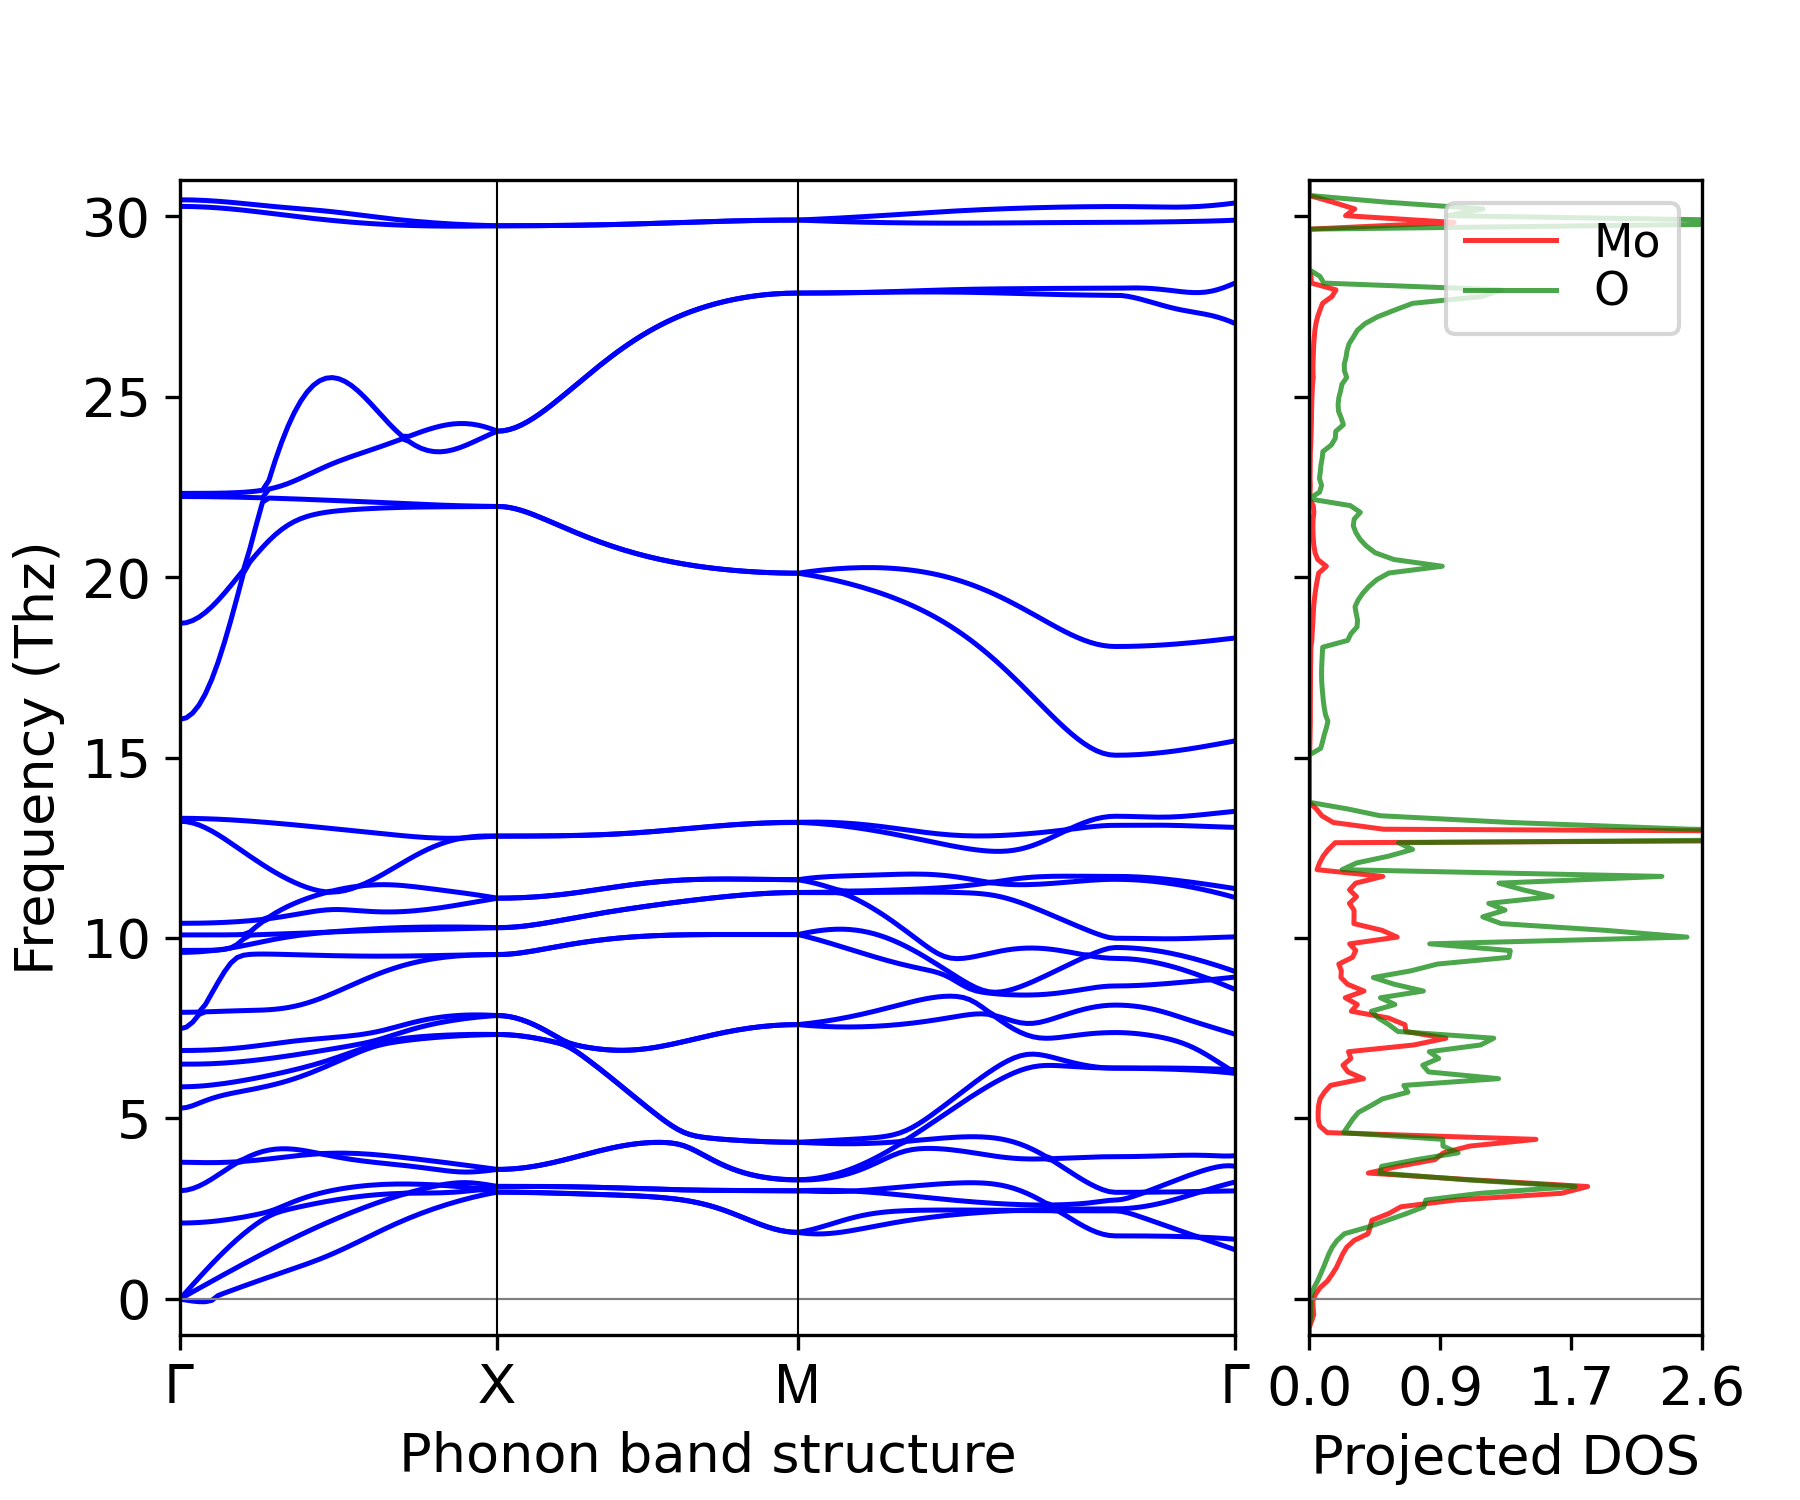 30
25
20
15
10
5
0
Frequency (Thz)
Γ X M Γ
Phonon band structure
Mo
O
0.0 0.9 1.7 2.6
Projected DOS